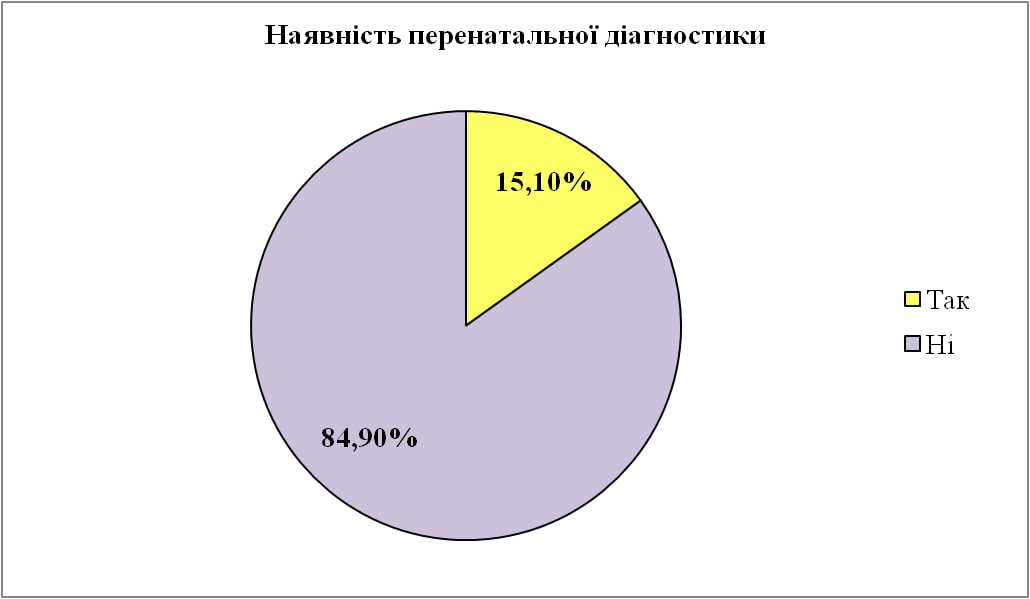 Наявність перенатальної діагностики
15,10%
84,90%
Так
Ні